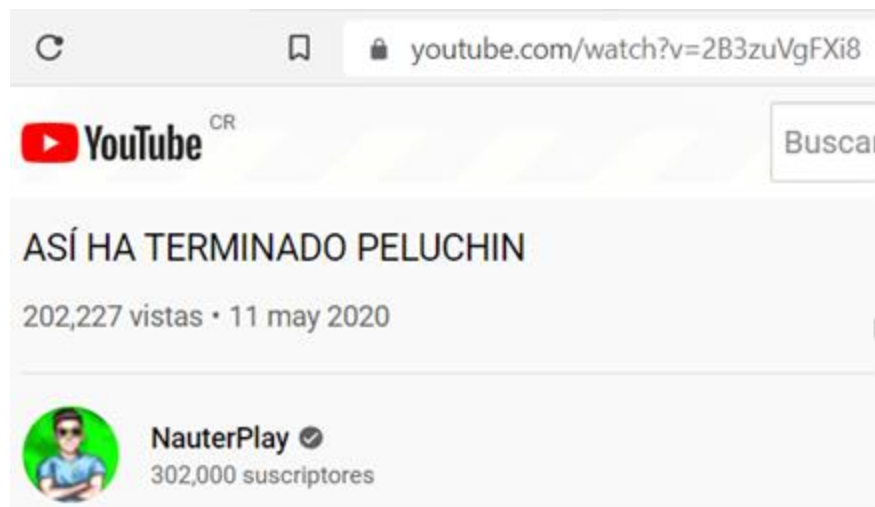 youtube.com/watch?v=2B3zuVgFXi8
YouTube CR
Buscar
ASÍ HA TERMINADO PELUCHIN
202,227 vistas • 11 may 2020
NauterPlay
302,000 suscriptores